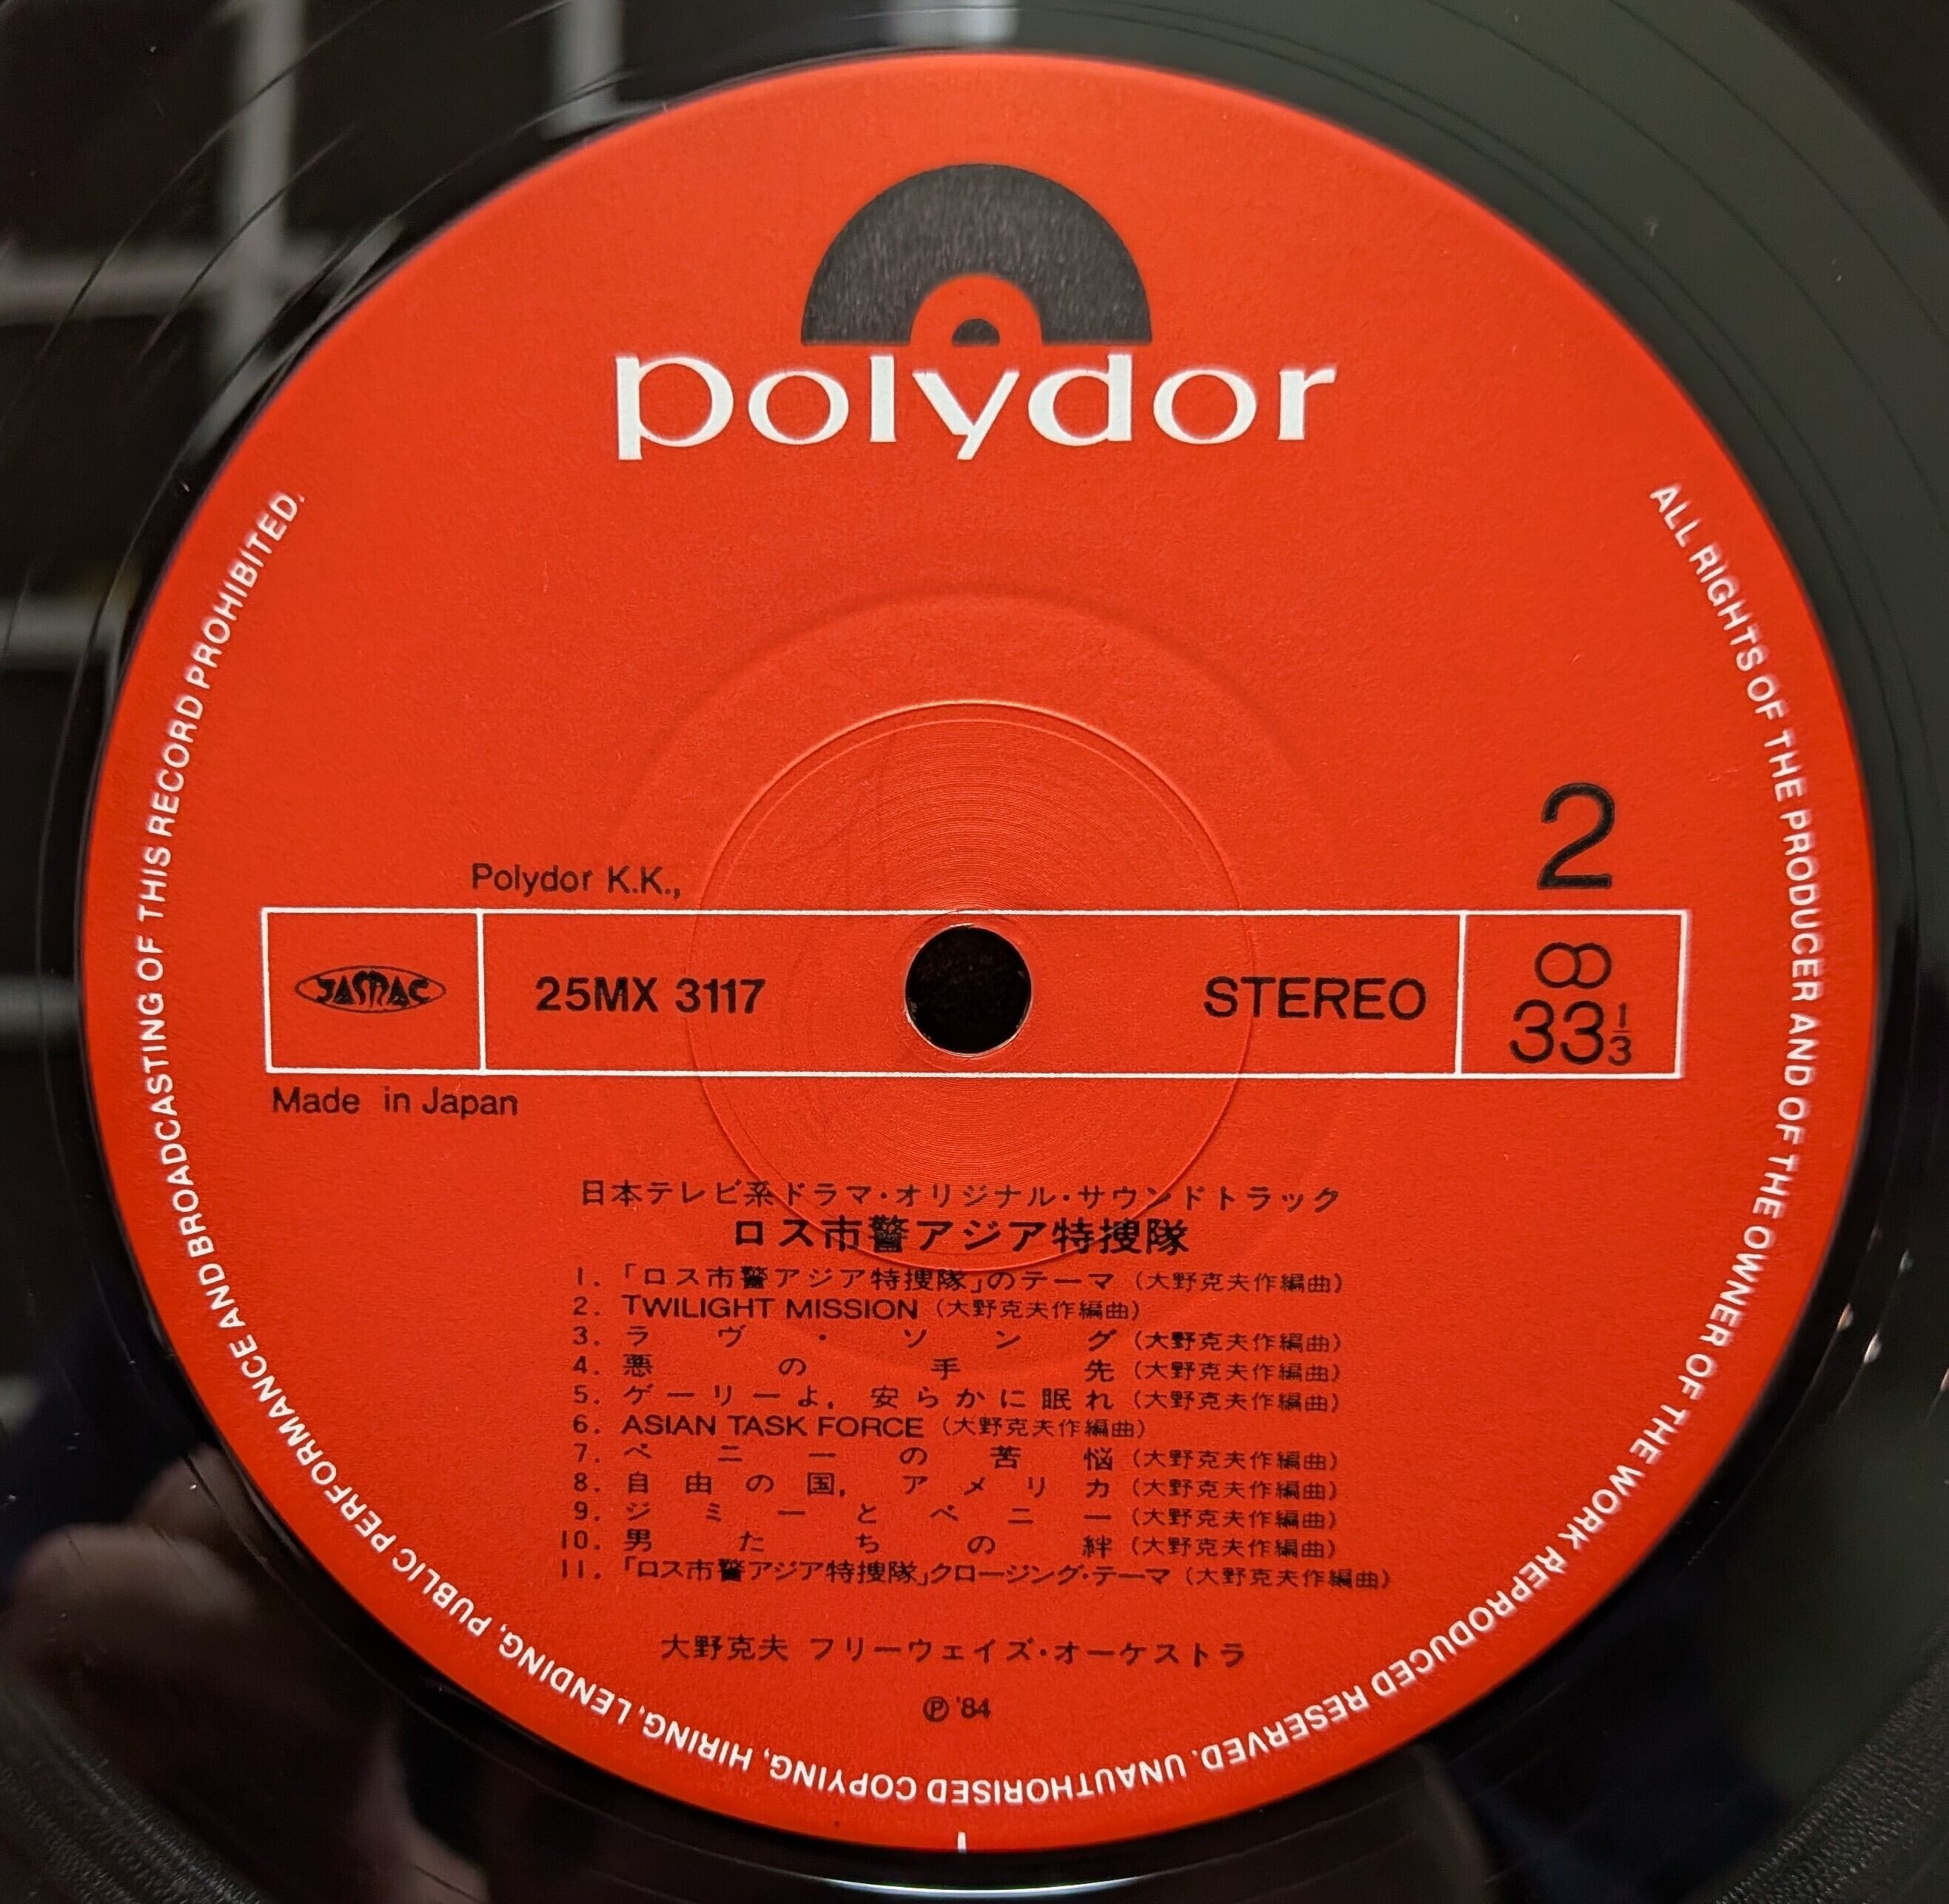 polydor
2
Polydor K.K.,
JASRAC
25MX 3117
STEREO
33 1/3
Made in Japan
日本テレビ系ドラマ・オリジナル・サウンドトラック
ロス市警アジア特捜隊
1. 「ロス市警アジア特捜隊」のテーマ (大野克夫作編曲)
2. TWILIGHT MISSION (大野克夫作編曲)
3. ラヴ・ソング (大野克夫作編曲)
4. 悪の手先 (大野克夫作編曲)
5. ゲーリーよ, 安らかに眠れ (大野克夫作編曲)
6. ASIAN TASK FORCE (大野克夫作編曲)
7. ペニーの苦悩 (大野克夫作編曲)
8. 自由の国, アメリカ (大野克夫作編曲)
9. ジミーとペニー (大野克夫作編曲)
10. 男たちの絆 (大野克夫作編曲)
11. 「ロス市警アジア特捜隊」クロージング・テーマ (大野克夫作編曲)
大野克夫 フリーウェイズ・オーケストラ
Ⓟ '84
ALL RIGHTS OF THE PRODUCER AND OF THE OWNER OF THE WORK REPRODUCED RESERVED. UNAUTHORISED COPYING, HIRING, LENDING, PUBLIC PERFORMANCE AND BROADCASTING OF THIS RECORD PROHIBITED.